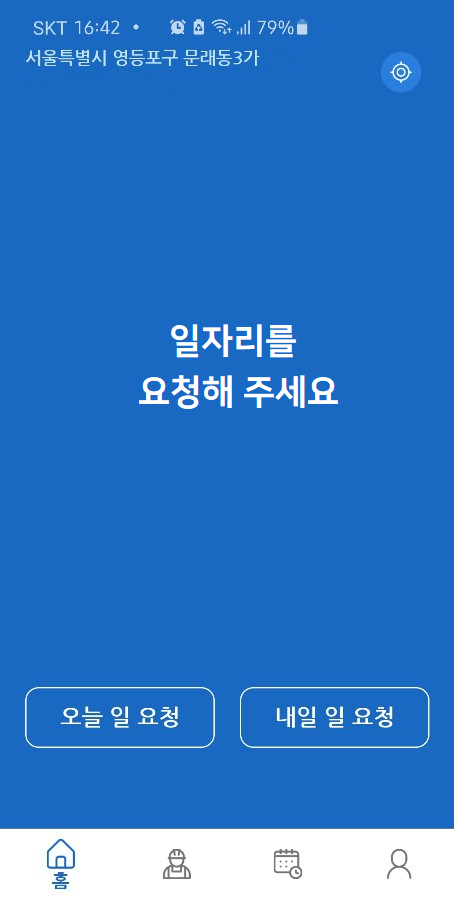 SKT 16:42 • 79%
서울특별시 영등포구 문래동3가
일자리를
요청해 주세요
오늘 일 요청
내일 일 요청
홈